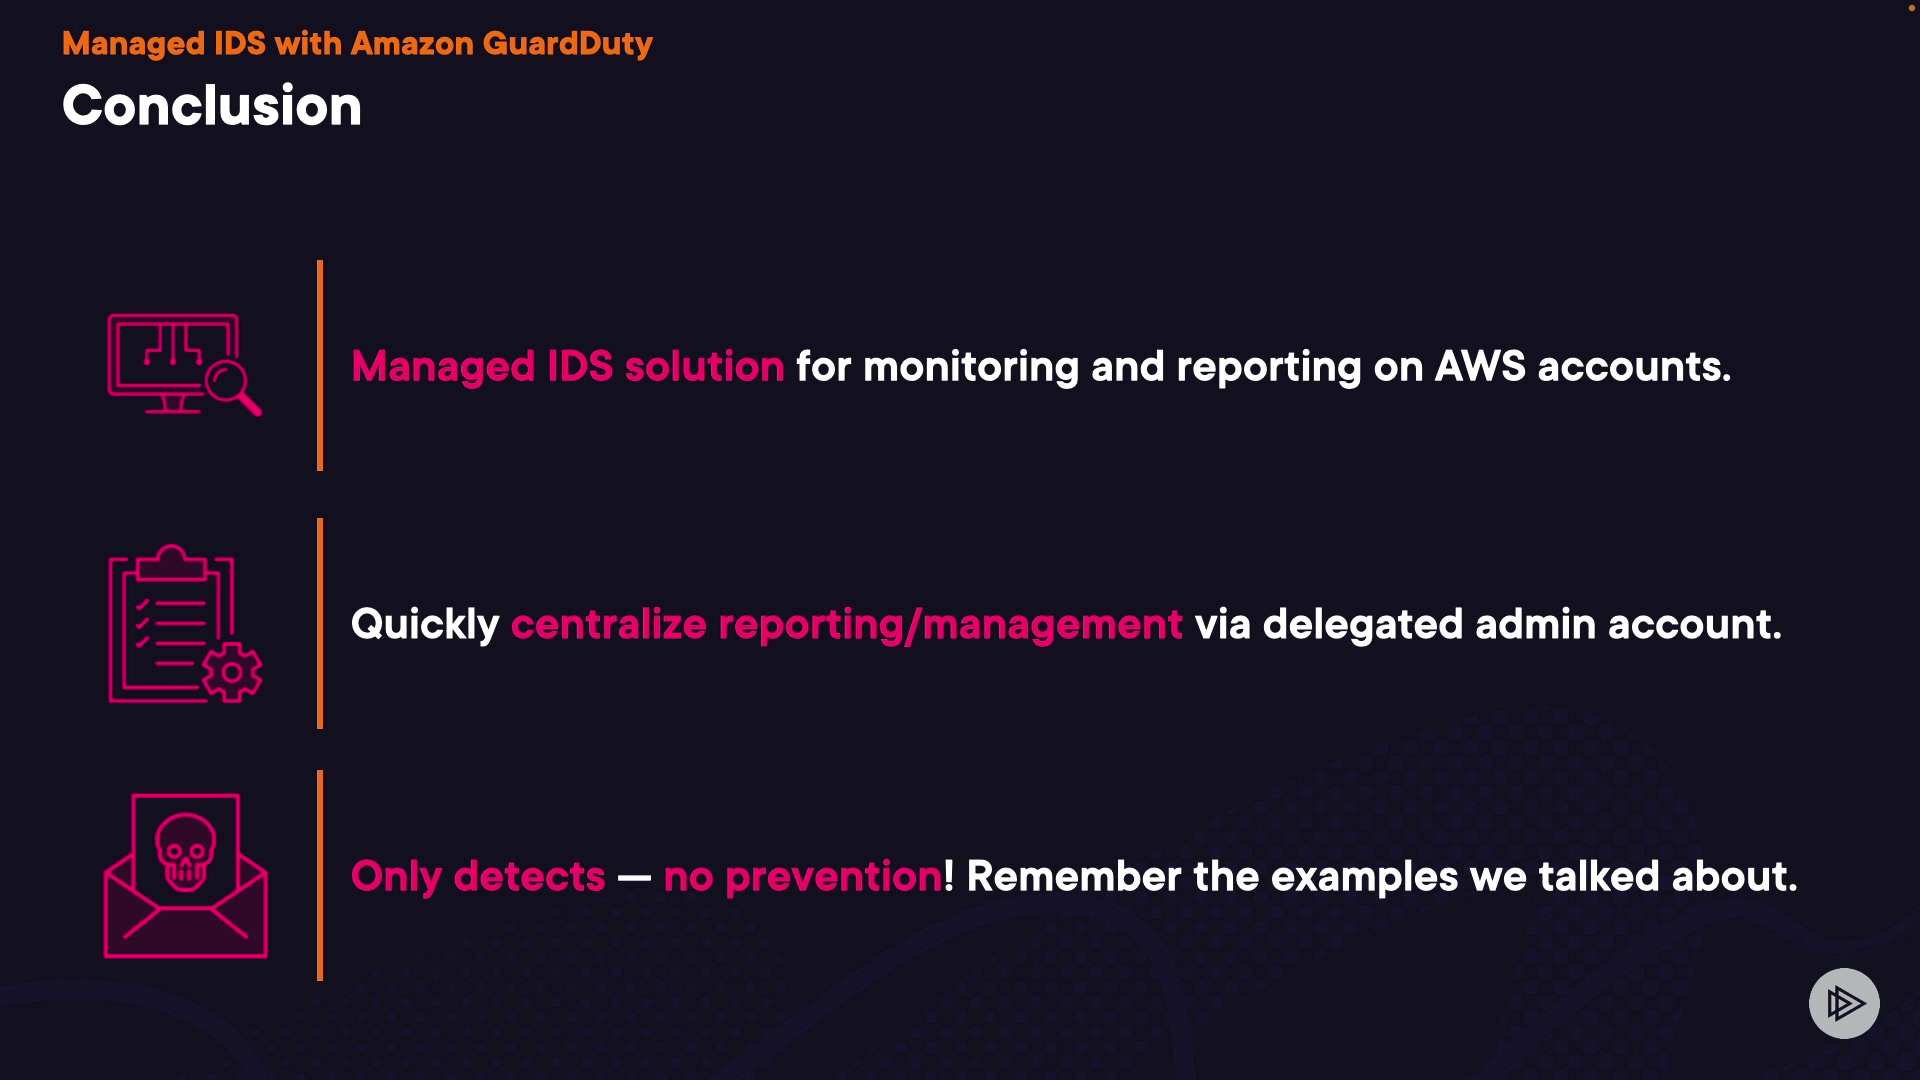 Managed IDS with Amazon GuardDuty
Conclusion
Managed IDS solution for monitoring and reporting on AWS accounts.
Quickly centralize reporting/management via delegated admin account.
Only detects — no prevention! Remember the examples we talked about.